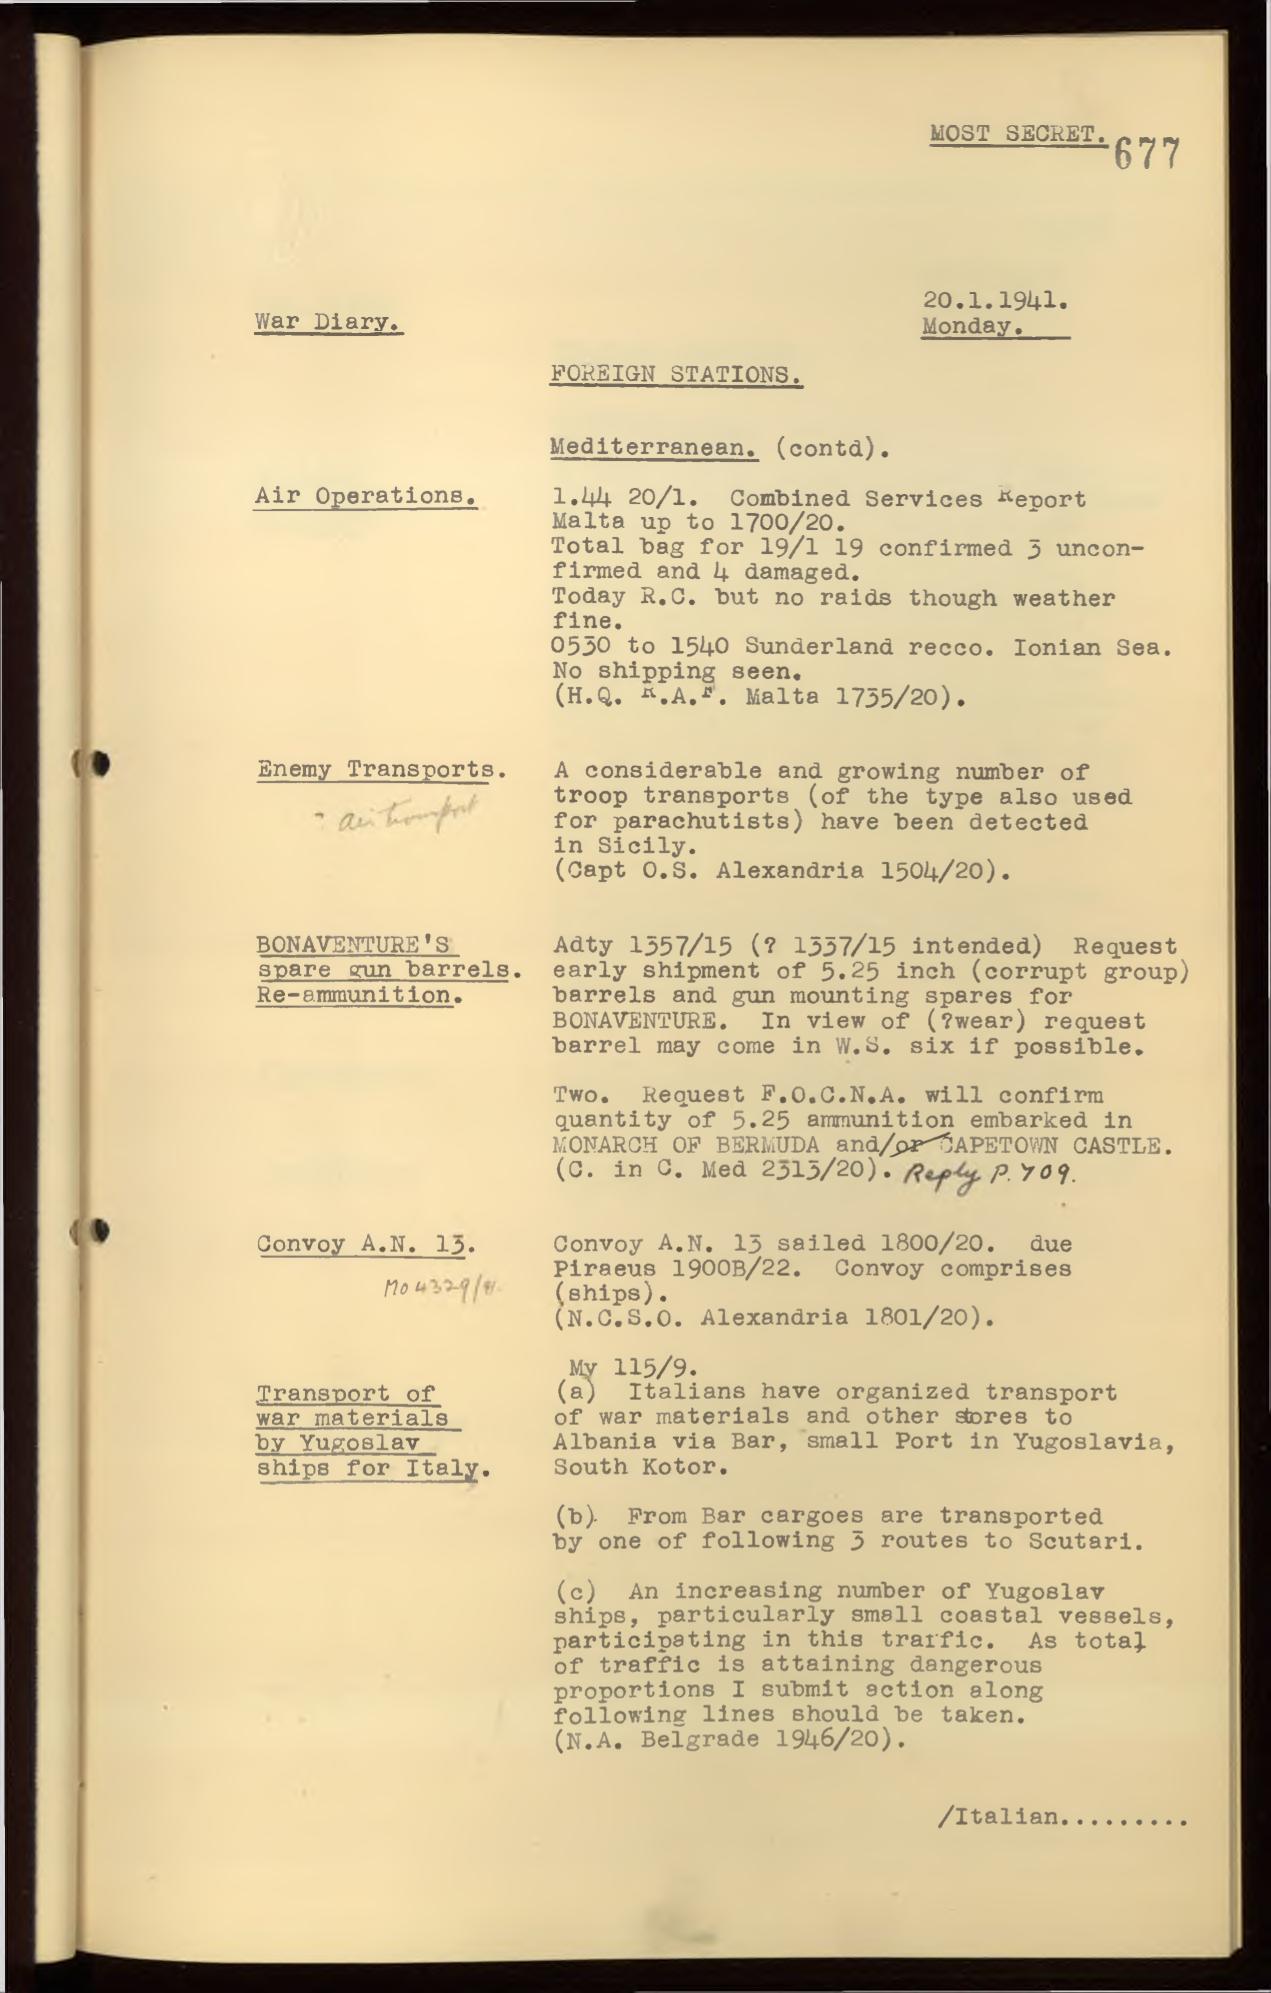 MOST SECRET.
677
20.1.1941.
War Diary.
Monday.
FOREIGN STATIONS.
Mediterranean. (contd).
Air Operations.
1.44 20/1. Combined Services Report
Malta up to 1700/20.
Total bag for 19/1 19 confirmed 3 uncon-
firmed and 4 damaged.
Today R.C. but no raids though weather
fine.
0530 to 1540 Sunderland recco. Ionian Sea.
No shipping seen.
(H.Q. R.A.F. Malta 1735/20).
Enemy Transports.
? air transport
A considerable and growing number of
troop transports (of the type also used
for parachutists) have been detected
in Sicily.
(Capt O.S. Alexandria 1504/20).
BONAVENTURE'S
spare gun barrels.
Re-ammunition.
Adty 1357/15 (? 1337/15 intended) Request
early shipment of 5.25 inch (corrupt group)
barrels and gun mounting spares for
BONAVENTURE. In view of (?wear) request
barrel may come in W.S. six if possible.
Two. Request F.O.C.N.A. will confirm
quantity of 5.25 ammunition embarked in
MONARCH OF BERMUDA and/or CAPETOWN CASTLE.
(C. in C. Med 2313/20). Reply P. 709.
Convoy A.N. 13.
M04329/41.
Convoy A.N. 13 sailed 1800/20. due
Piraeus 1900B/22. Convoy comprises
(ships).
(N.C.S.O. Alexandria 1801/20).
Transport of
war materials
by Yugoslav
ships for Italy.
My 115/9.
(a) Italians have organized transport
of war materials and other stores to
Albania via Bar, small Port in Yugoslavia,
South Kotor.
(b). From Bar cargoes are transported
by one of following 3 routes to Scutari.
(c) An increasing number of Yugoslav
ships, particularly small coastal vessels,
participating in this traffic. As total
of traffic is attaining dangerous
proportions I submit action along
following lines should be taken.
(N.A. Belgrade 1946/20).
/Italian.........